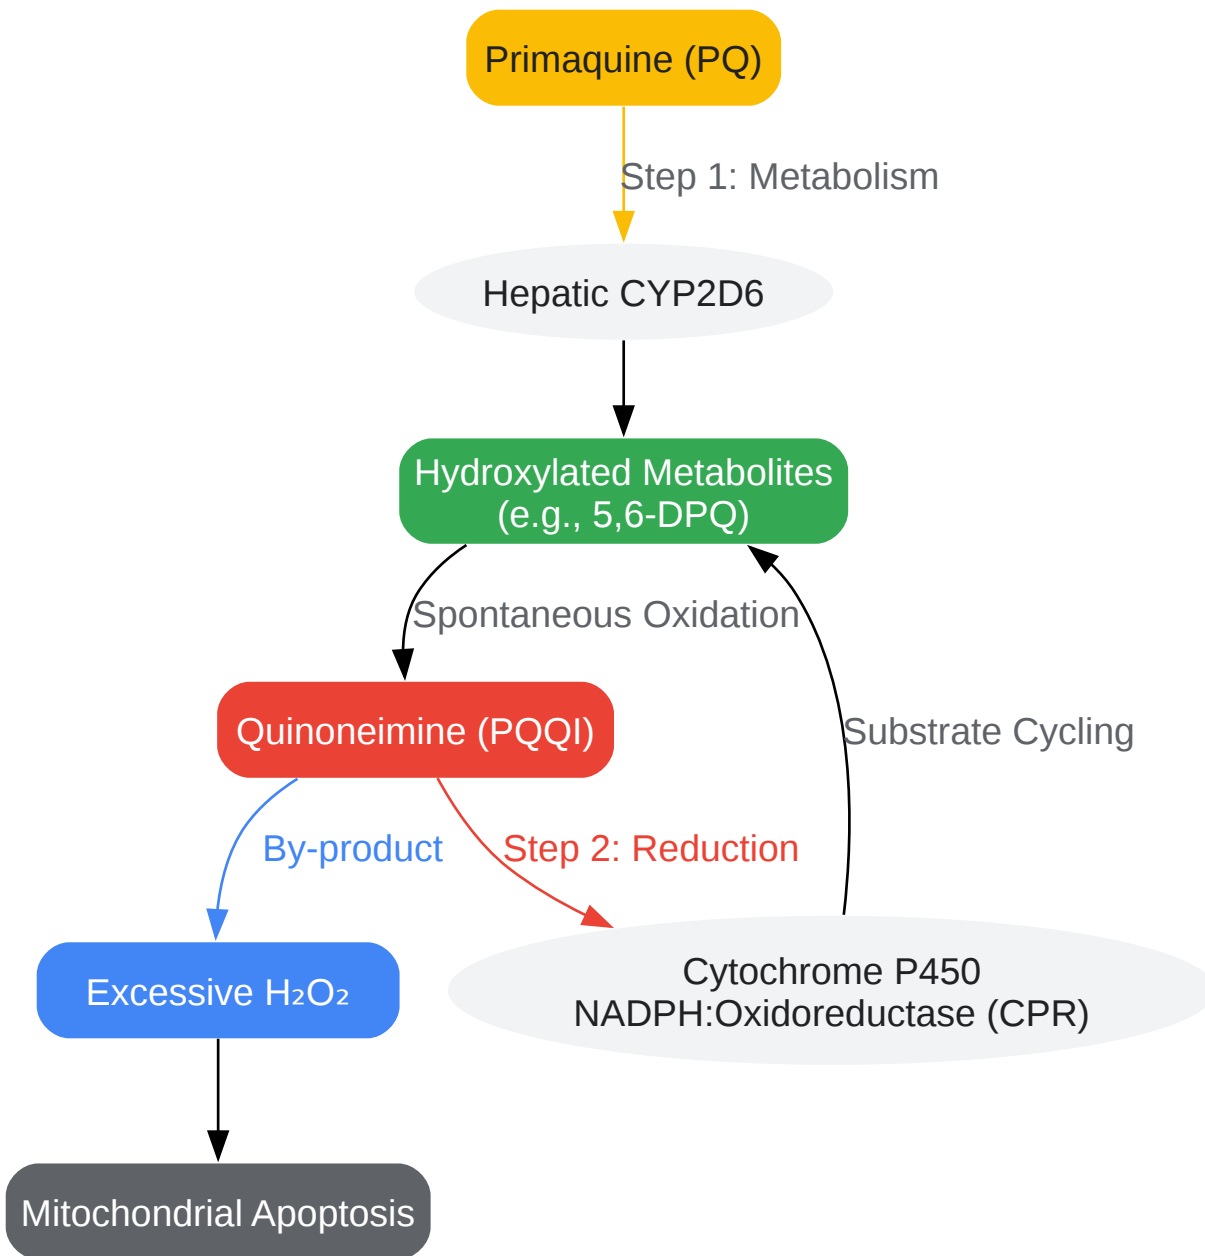 Primaquine (PQ)
Step 1: Metabolism
Hepatic CYP2D6
Hydroxylated Metabolites
(e.g., 5,6-DPQ)
Spontaneous Oxidation
Quinoneimine (PQQI)
Substrate Cycling
By-product
Step 2: Reduction
Excessive H₂O₂
Cytochrome P450
NADPH:Oxidoreductase (CPR)
Mitochondrial Apoptosis